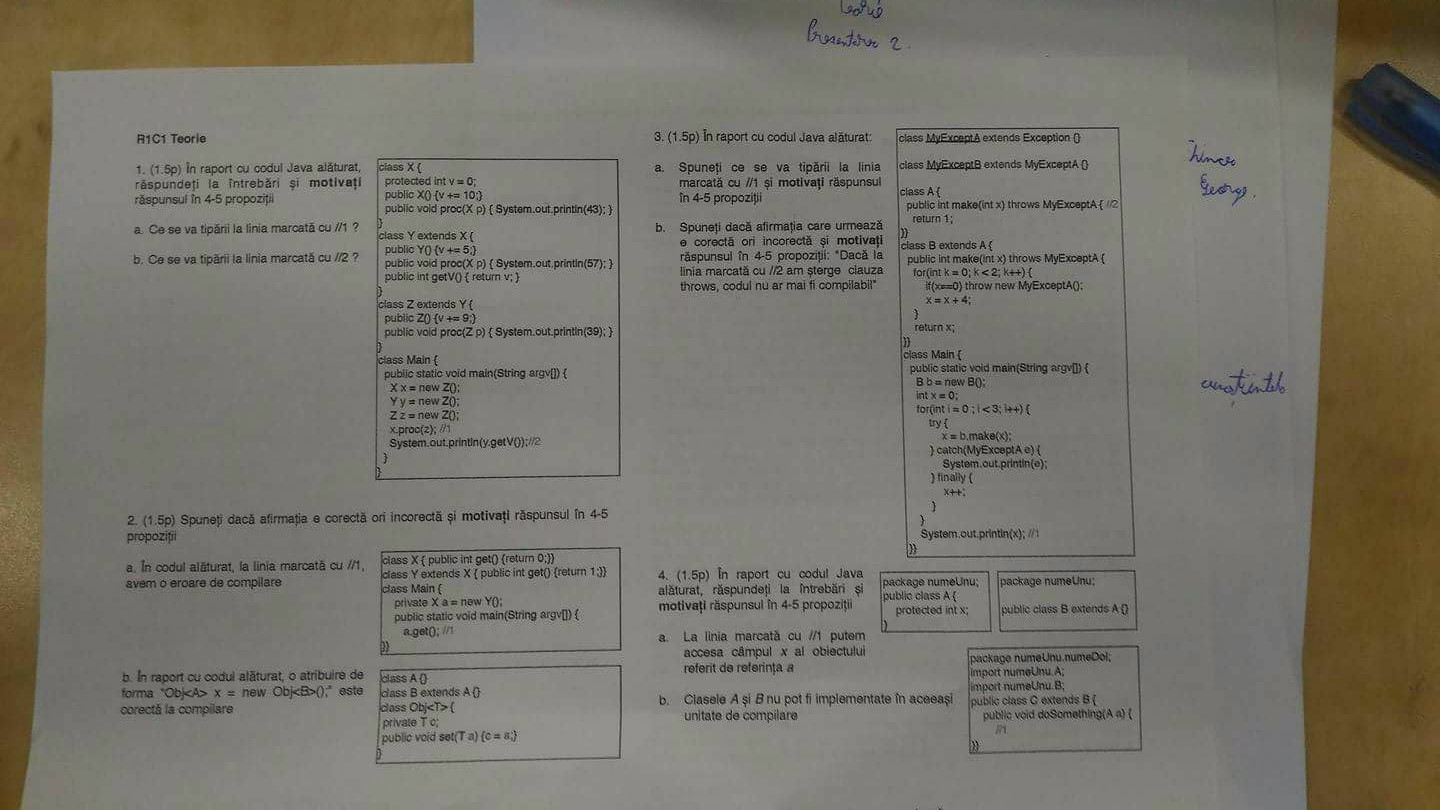 Teorie
Prezentare 2.
R1C1 Teorie
1. (1.5p) În raport cu codul Java alăturat,
răspundeți la întrebări și motivați
răspunsul în 4-5 propoziții
a. Ce se va tipării la linia marcată cu //1 ?
b. Ce se va tipării la linia marcată cu //2 ?
class X {
protected int v = 0;
public X() {v += 10;}
public void proc(X p) { System.out.println(43); }
}
class Y extends X {
public Y() {v += 5;}
public void proc(X p) { System.out.println(57); }
public int getV() { return v; }
}
class Z extends Y {
public Z() {v += 9;}
public void proc(Z p) { System.out.println(39); }
}
class Main {
public static void main(String argv[]) {
X x = new Z();
Y y = new Z();
Z z = new Z();
x.proc(z); //1
System.out.println(y.getV());//2
}
}
2. (1.5p) Spuneți dacă afirmația e corectă ori incorectă și motivați răspunsul în 4-5
propoziții
a. În codul alăturat, la linia marcată cu //1,
avem o eroare de compilare
class X { public int get() {return 0;}}
class Y extends X { public int get() {return 1;}}
class Main {
private X a = new Y();
public static void main(String argv[]) {
a.get(); //1
}}
b. În raport cu codul alăturat, o atribuire de
forma "Obj<A> x = new Obj<B>();" este
corectă la compilare
class A {}
class B extends A {}
class Obj<T> {
private T c;
public void set(T a) {c = a;}
}
3. (1.5p) În raport cu codul Java alăturat:
a. Spuneți ce se va tipării la linia
marcată cu //1 și motivați răspunsul
în 4-5 propoziții
b. Spuneți dacă afirmația care urmează
e corectă ori incorectă și motivați
răspunsul în 4-5 propoziții: "Dacă la
linia marcată cu //2 am șterge clauza
throws, codul nu ar mai fi compilabil"
class MyExceptA extends Exception {}
class MyExceptB extends MyExceptA {}
class A {
public int make(int x) throws MyExceptA { //2
return 1;
}}
class B extends A {
public int make(int x) throws MyExceptA {
for(int k = 0; k < 2; k++) {
if(x==0) throw new MyExceptA();
x = x + 4;
}
return x;
}}
class Main {
public static void main(String argv[]) {
B b = new B();
int x = 0;
for(int i = 0 ; i < 3; i++) {
try {
x = b.make(x);
} catch(MyExceptA e) {
System.out.println(e);
} finally {
x++;
}
}
System.out.println(x); //1
}}
4. (1.5p) În raport cu codul Java
alăturat, răspundeți la întrebări și
motivați răspunsul în 4-5 propoziții
a. La linia marcată cu //1 putem
accesa câmpul x al obiectului
referit de referința a
b. Clasele A și B nu pot fi implementate în aceeași
unitate de compilare
package numeUnu;
public class A {
protected int x;
}
package numeUnu;
public class B extends A {}
package numeUnu.numeDoi;
import numeUnu.A;
import numeUnu.B;
public class C extends B {
public void doSomething(A a) {
//1
}}
George.